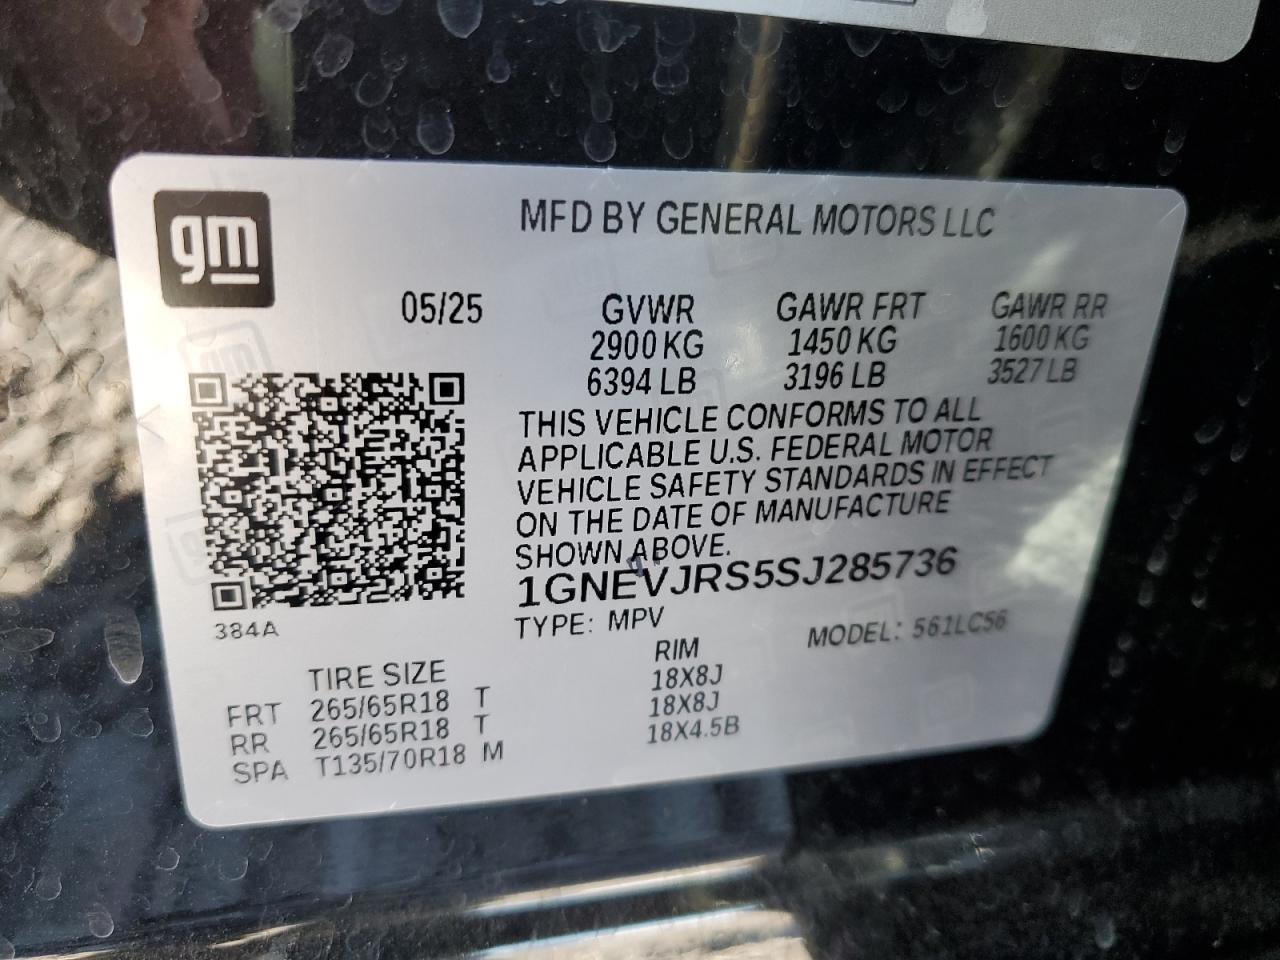 gm
MFD BY GENERAL MOTORS LLC
05/25 GVWR GAWR FRT GAWR RR
2900 KG 1450 KG 1600 KG
6394 LB 3196 LB 3527 LB
THIS VEHICLE CONFORMS TO ALL
APPLICABLE U.S. FEDERAL MOTOR
VEHICLE SAFETY STANDARDS IN EFFECT
ON THE DATE OF MANUFACTURE
SHOWN ABOVE.
1GNEVJRS5SJ285736
384A
TYPE: MPV MODEL: 561LC56
TIRE SIZE RIM
FRT 265/65R18 T 18X8J
RR 265/65R18 T 18X8J
SPA T135/70R18 M 18X4.5B